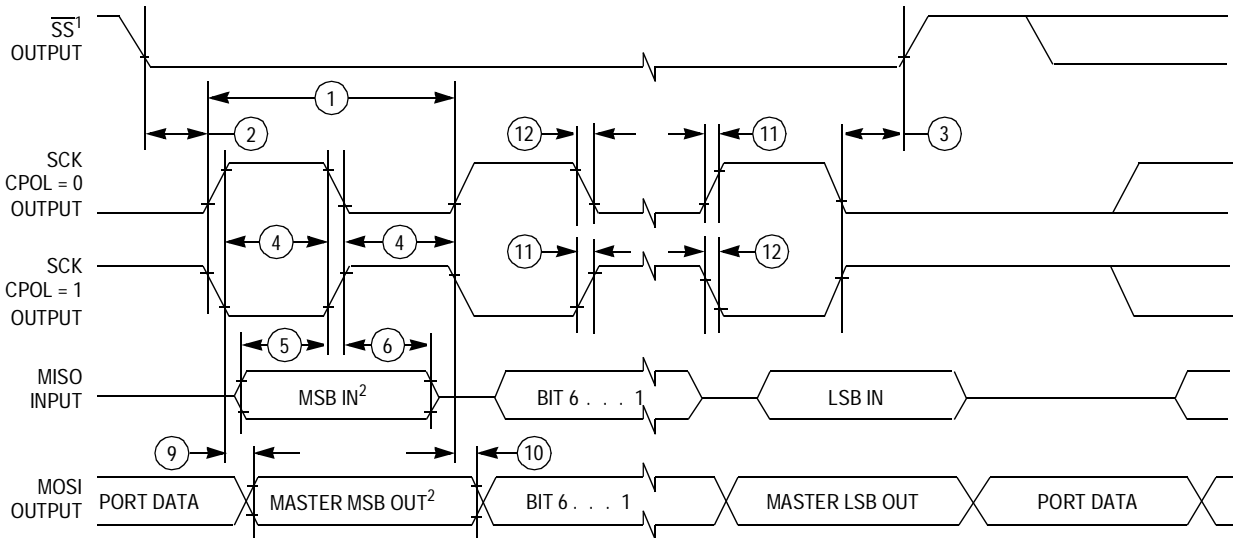 SS¹
OUTPUT
1
2
12
11
3
SCK
CPOL = 0
OUTPUT
4
4
SCK
CPOL = 1
OUTPUT
11
12
5
6
MISO
INPUT
MSB IN²
BIT 6 . . . 1
LSB IN
9
10
MOSI
OUTPUT
PORT DATA
MASTER MSB OUT²
BIT 6 . . . 1
MASTER LSB OUT
PORT DATA